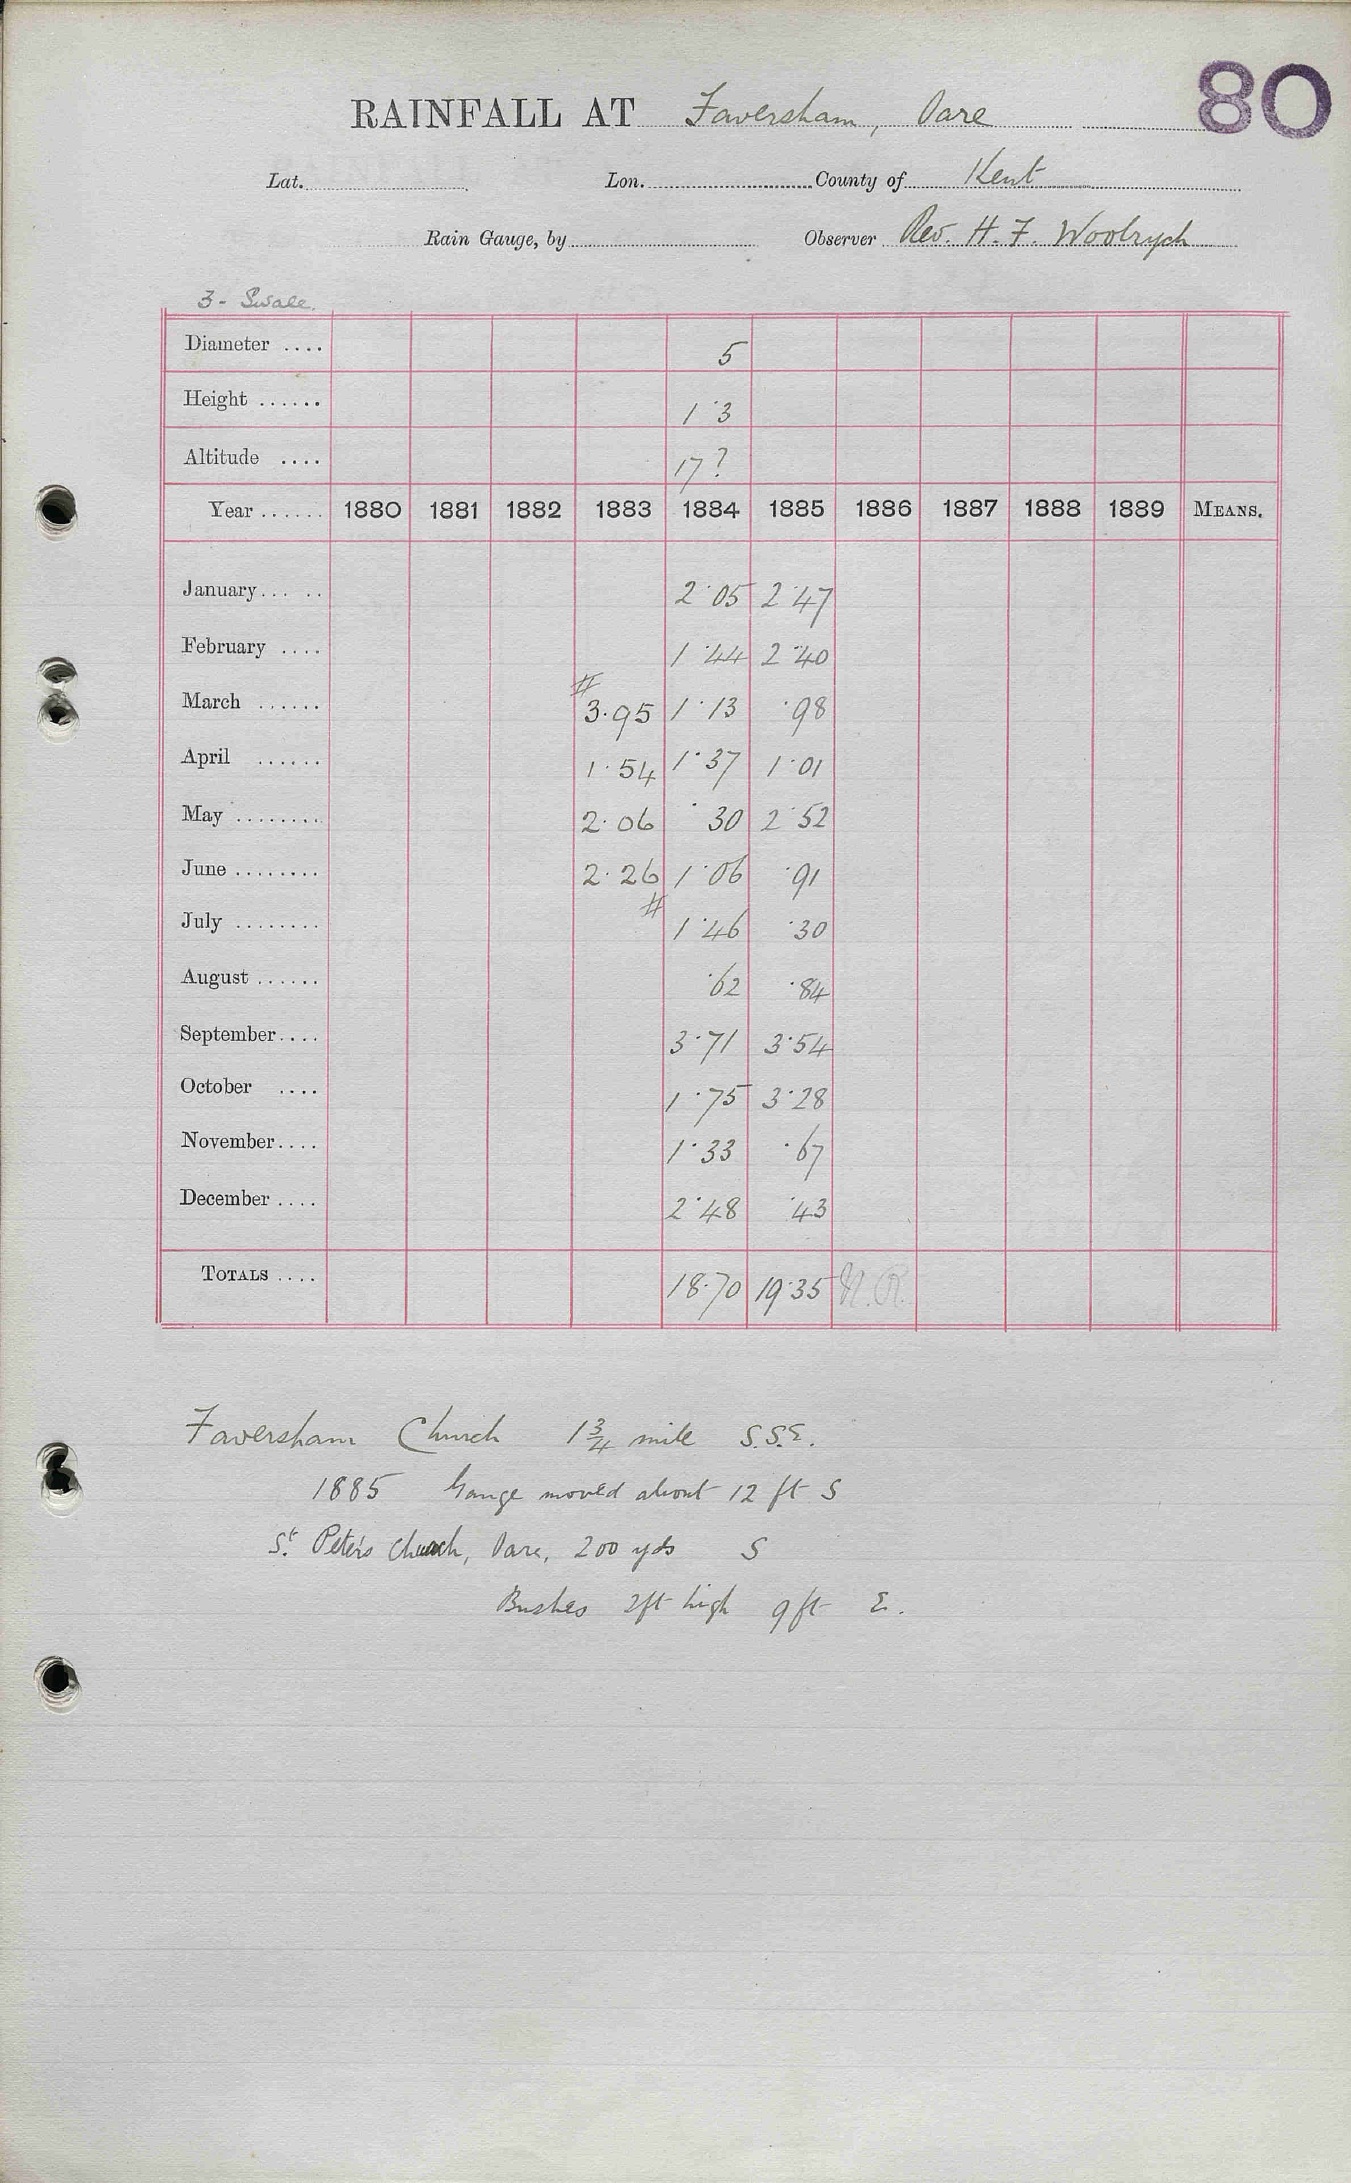 80
RAINFALL AT Faversham, Oare
Lat. Lon. County of Kent
Rain Gauge, by Observer Rev. H. F. Woolrych
3 - Swale.
Diameter .... 5
Height ...... 1·3
Altitude .... 17?
Year ...... 1880 1881 1882 1883 1884 1885 1886 1887 1888 1889 MEANS.
January ... .. 2·05 2·47
February .... 1·44 2·40
#
March ...... 3·95 1·13 ·98
April ...... 1·54 1·37 1·01
May ........ 2·06 ·30 2·52
June ........ 2·26 1·06 ·91
#
July ........ 1·46 ·30
August ...... ·62 ·84
September .... 3·71 3·54
October .... 1·75 3·28
November .... 1·33 ·67
December .... 2·48 ·43
TOTALS .... 18·70 19·35 N.R.
Faversham Church 1¾ mile S.S.E.
1885 Gauge moved about 12 ft S
St. Peter's Church, Oare, 200 yds S
Bushes 2ft high 9ft E.